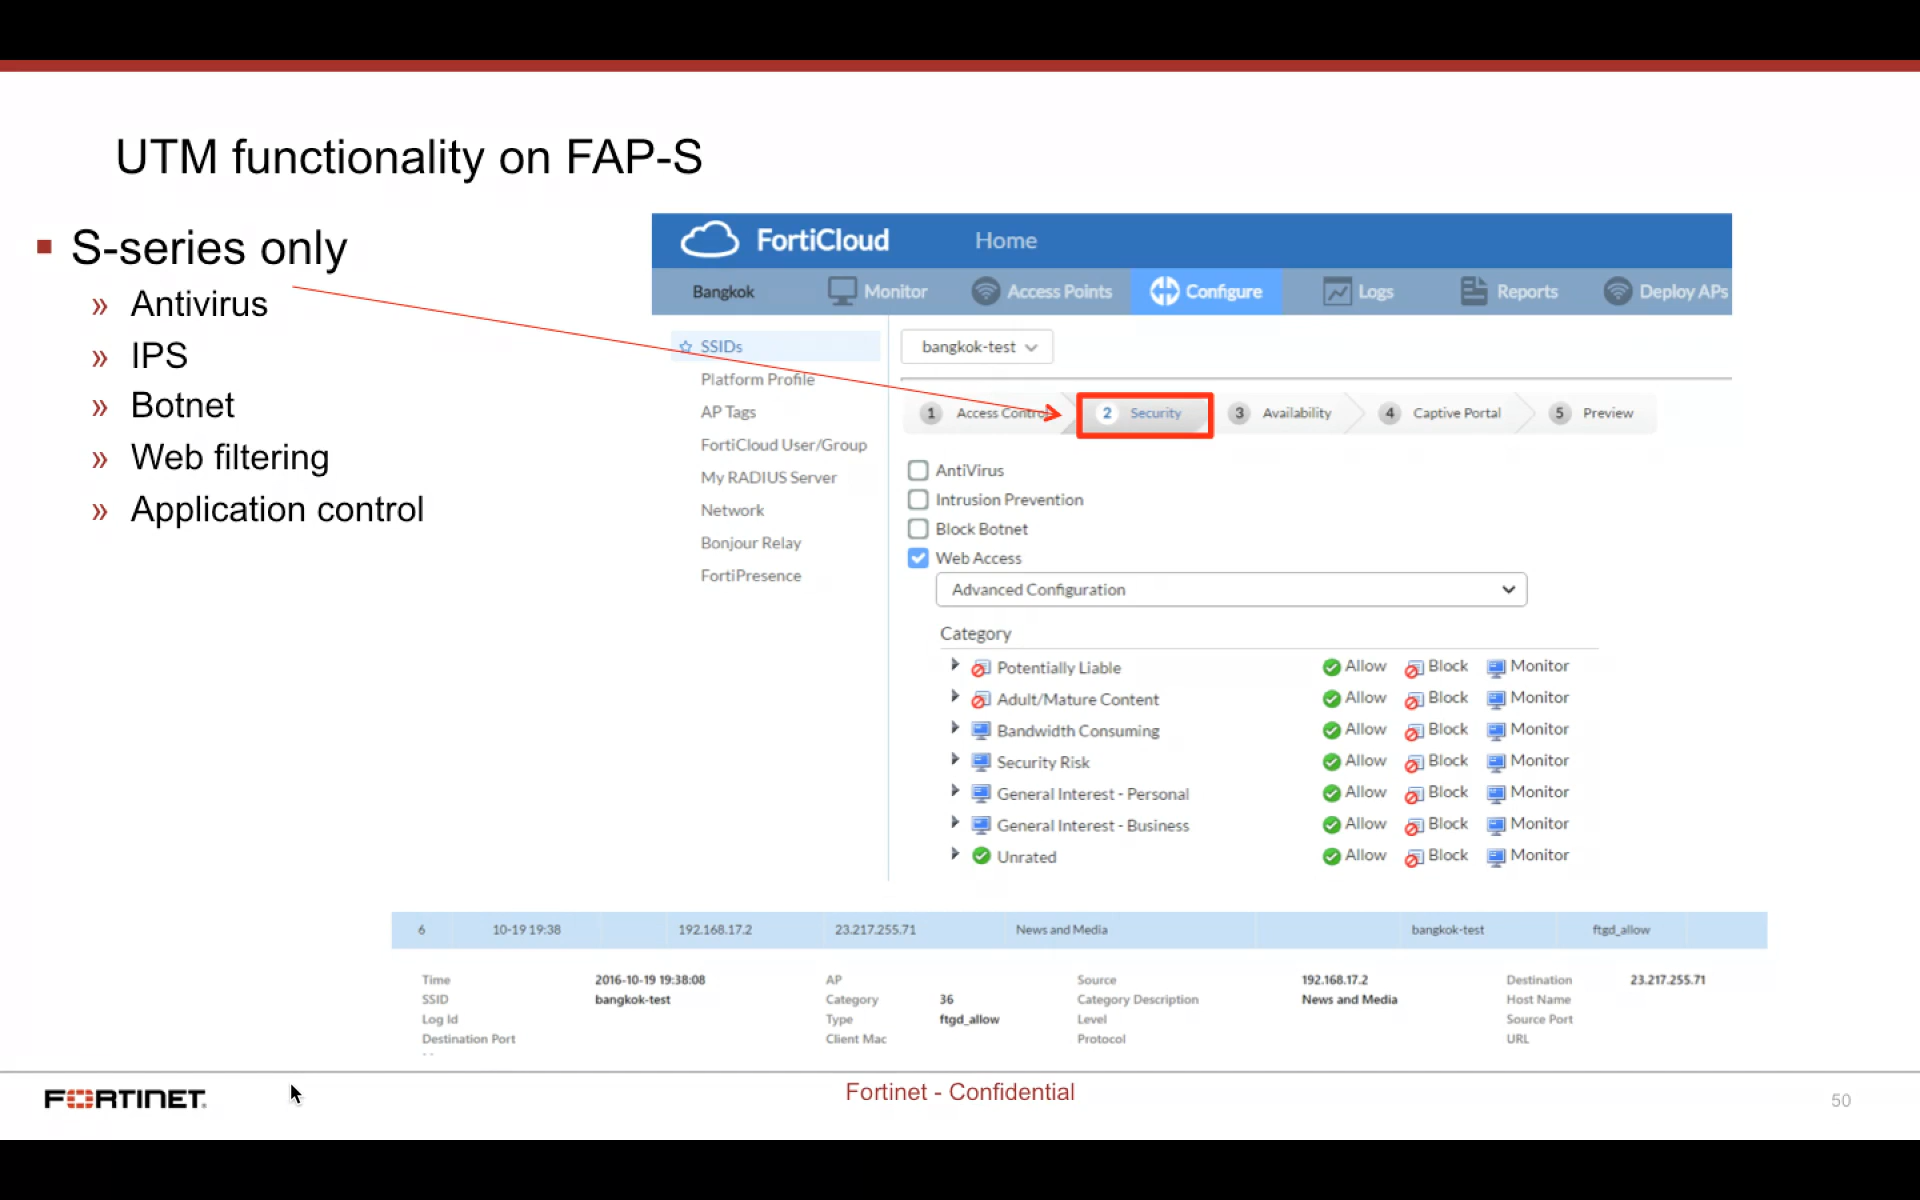 UTM functionality on FAP-S
S-series only
» Antivirus
» IPS
» Botnet
» Web filtering
» Application control
FortiCloud Home
Bangkok Monitor Access Points Configure Logs Reports Deploy APs
SSIDs
Platform Profile
AP Tags
FortiCloud User/Group
My RADIUS Server
Network
Bonjour Relay
FortiPresence
bangkok-test
1 Access Control 2 Security 3 Availability 4 Captive Portal 5 Preview
AntiVirus
Intrusion Prevention
Block Botnet
Web Access
Advanced Configuration
Category
Potentially Liable Allow Block Monitor
Adult/Mature Content Allow Block Monitor
Bandwidth Consuming Allow Block Monitor
Security Risk Allow Block Monitor
General Interest - Personal Allow Block Monitor
General Interest - Business Allow Block Monitor
Unrated Allow Block Monitor
6 10-19 19:38 192.168.17.2 23.217.255.71 News and Media bangkok-test ftgd_allow
Time 2016-10-19 19:38:08 AP Source 192.168.17.2 Destination 23.217.255.71
SSID bangkok-test Category 36 Category Description News and Media Host Name
Log Id Type ftgd_allow Level Source Port
Destination Port Client Mac Protocol URL
FORTINET Fortinet - Confidential 50